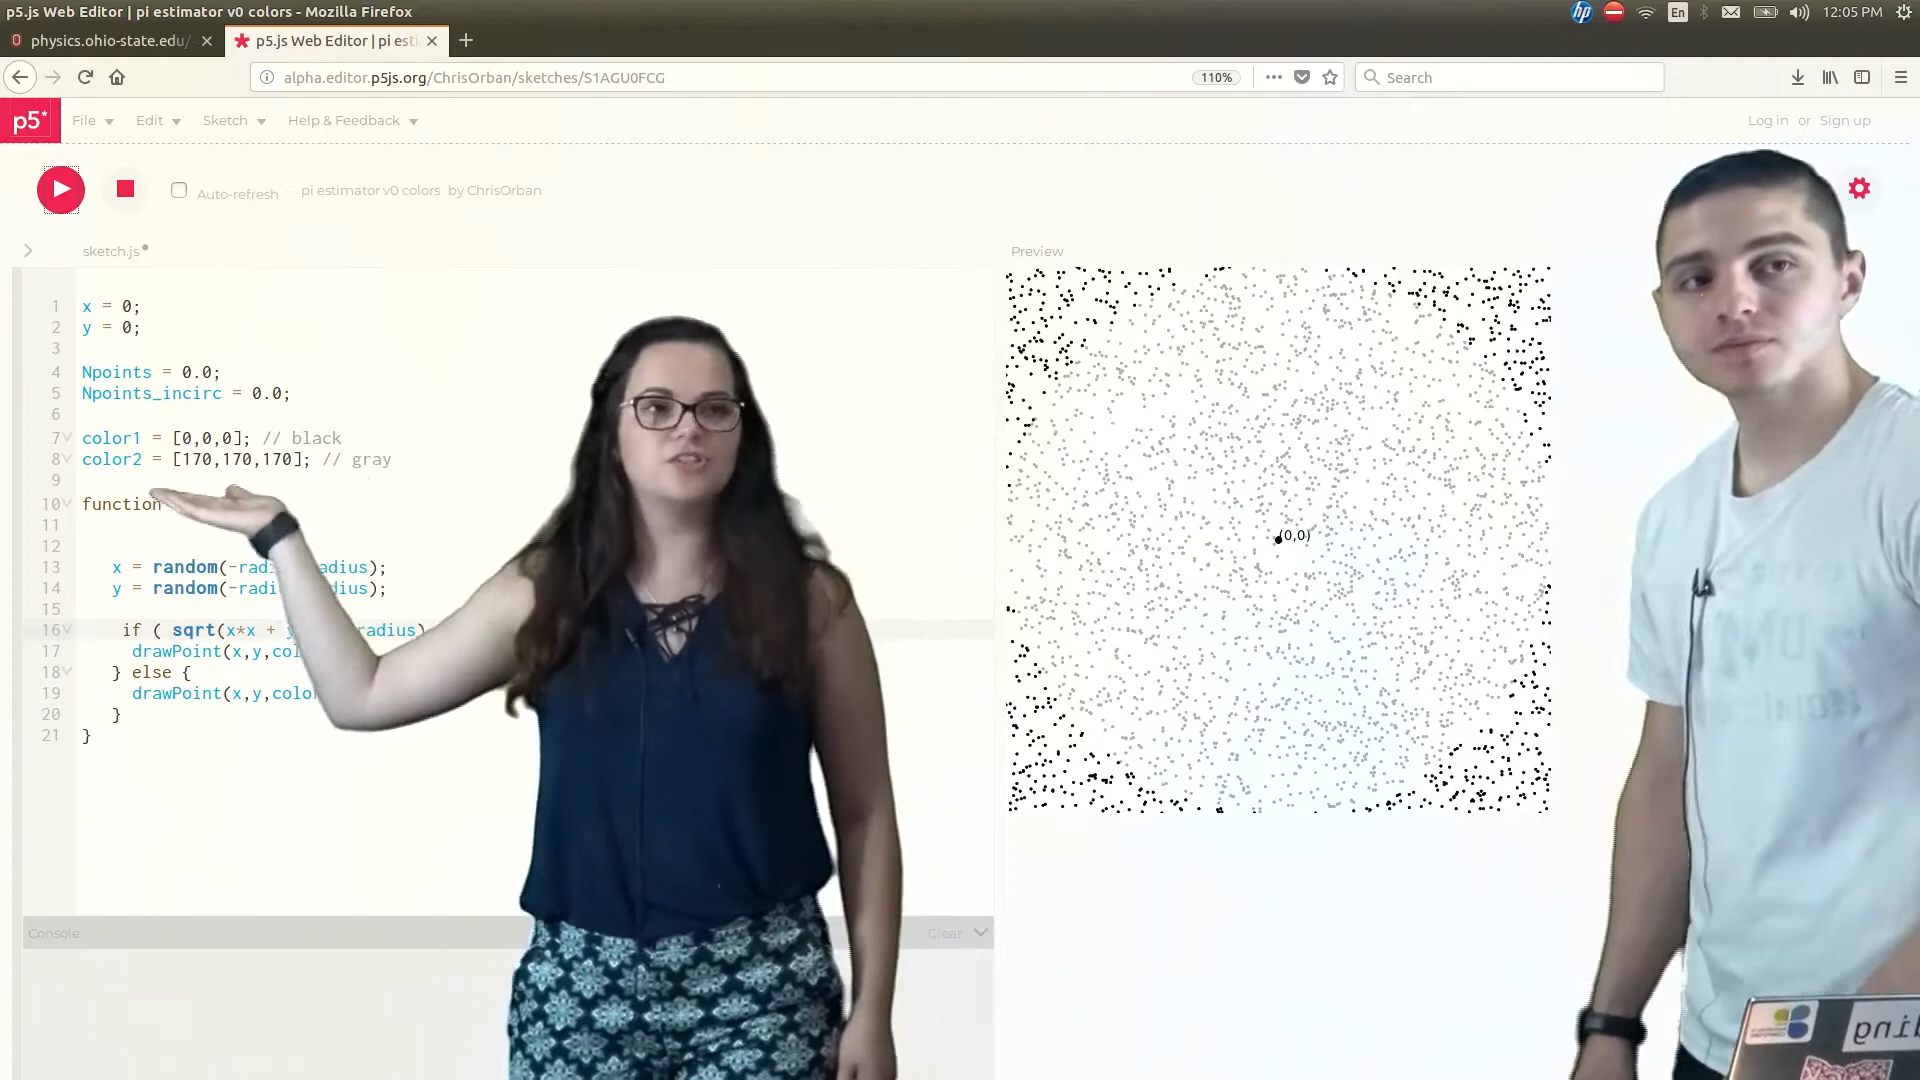 p5.js Web Editor | pi estimator v0 colors - Mozilla Firefox
En
12:05 PM
physics.ohio-state.edu/
p5.js Web Editor | pi esti
alpha.editor.p5js.org/ChrisOrban/sketches/S1AGU0FCG
110%
Search
p5*
File
Edit
Sketch
Help & Feedback
Log in or Sign up
Auto-refresh
pi estimator v0 colors by ChrisOrban
sketch.js
Preview
1 x = 0;
2 y = 0;
3
4 Npoints = 0.0;
5 Npoints_incirc = 0.0;
6
7 color1 = [0,0,0]; // black
8 color2 = [170,170,170]; // gray
9
10 function
11
12
13 x = random(-radi adius);
14 y = random(-radi dius);
15
16 if ( sqrt(x*x + y radius)
17 drawPoint(x,y,col
18 } else {
19 drawPoint(x,y,colo
20 }
21 }
(0,0)
Console
Clear